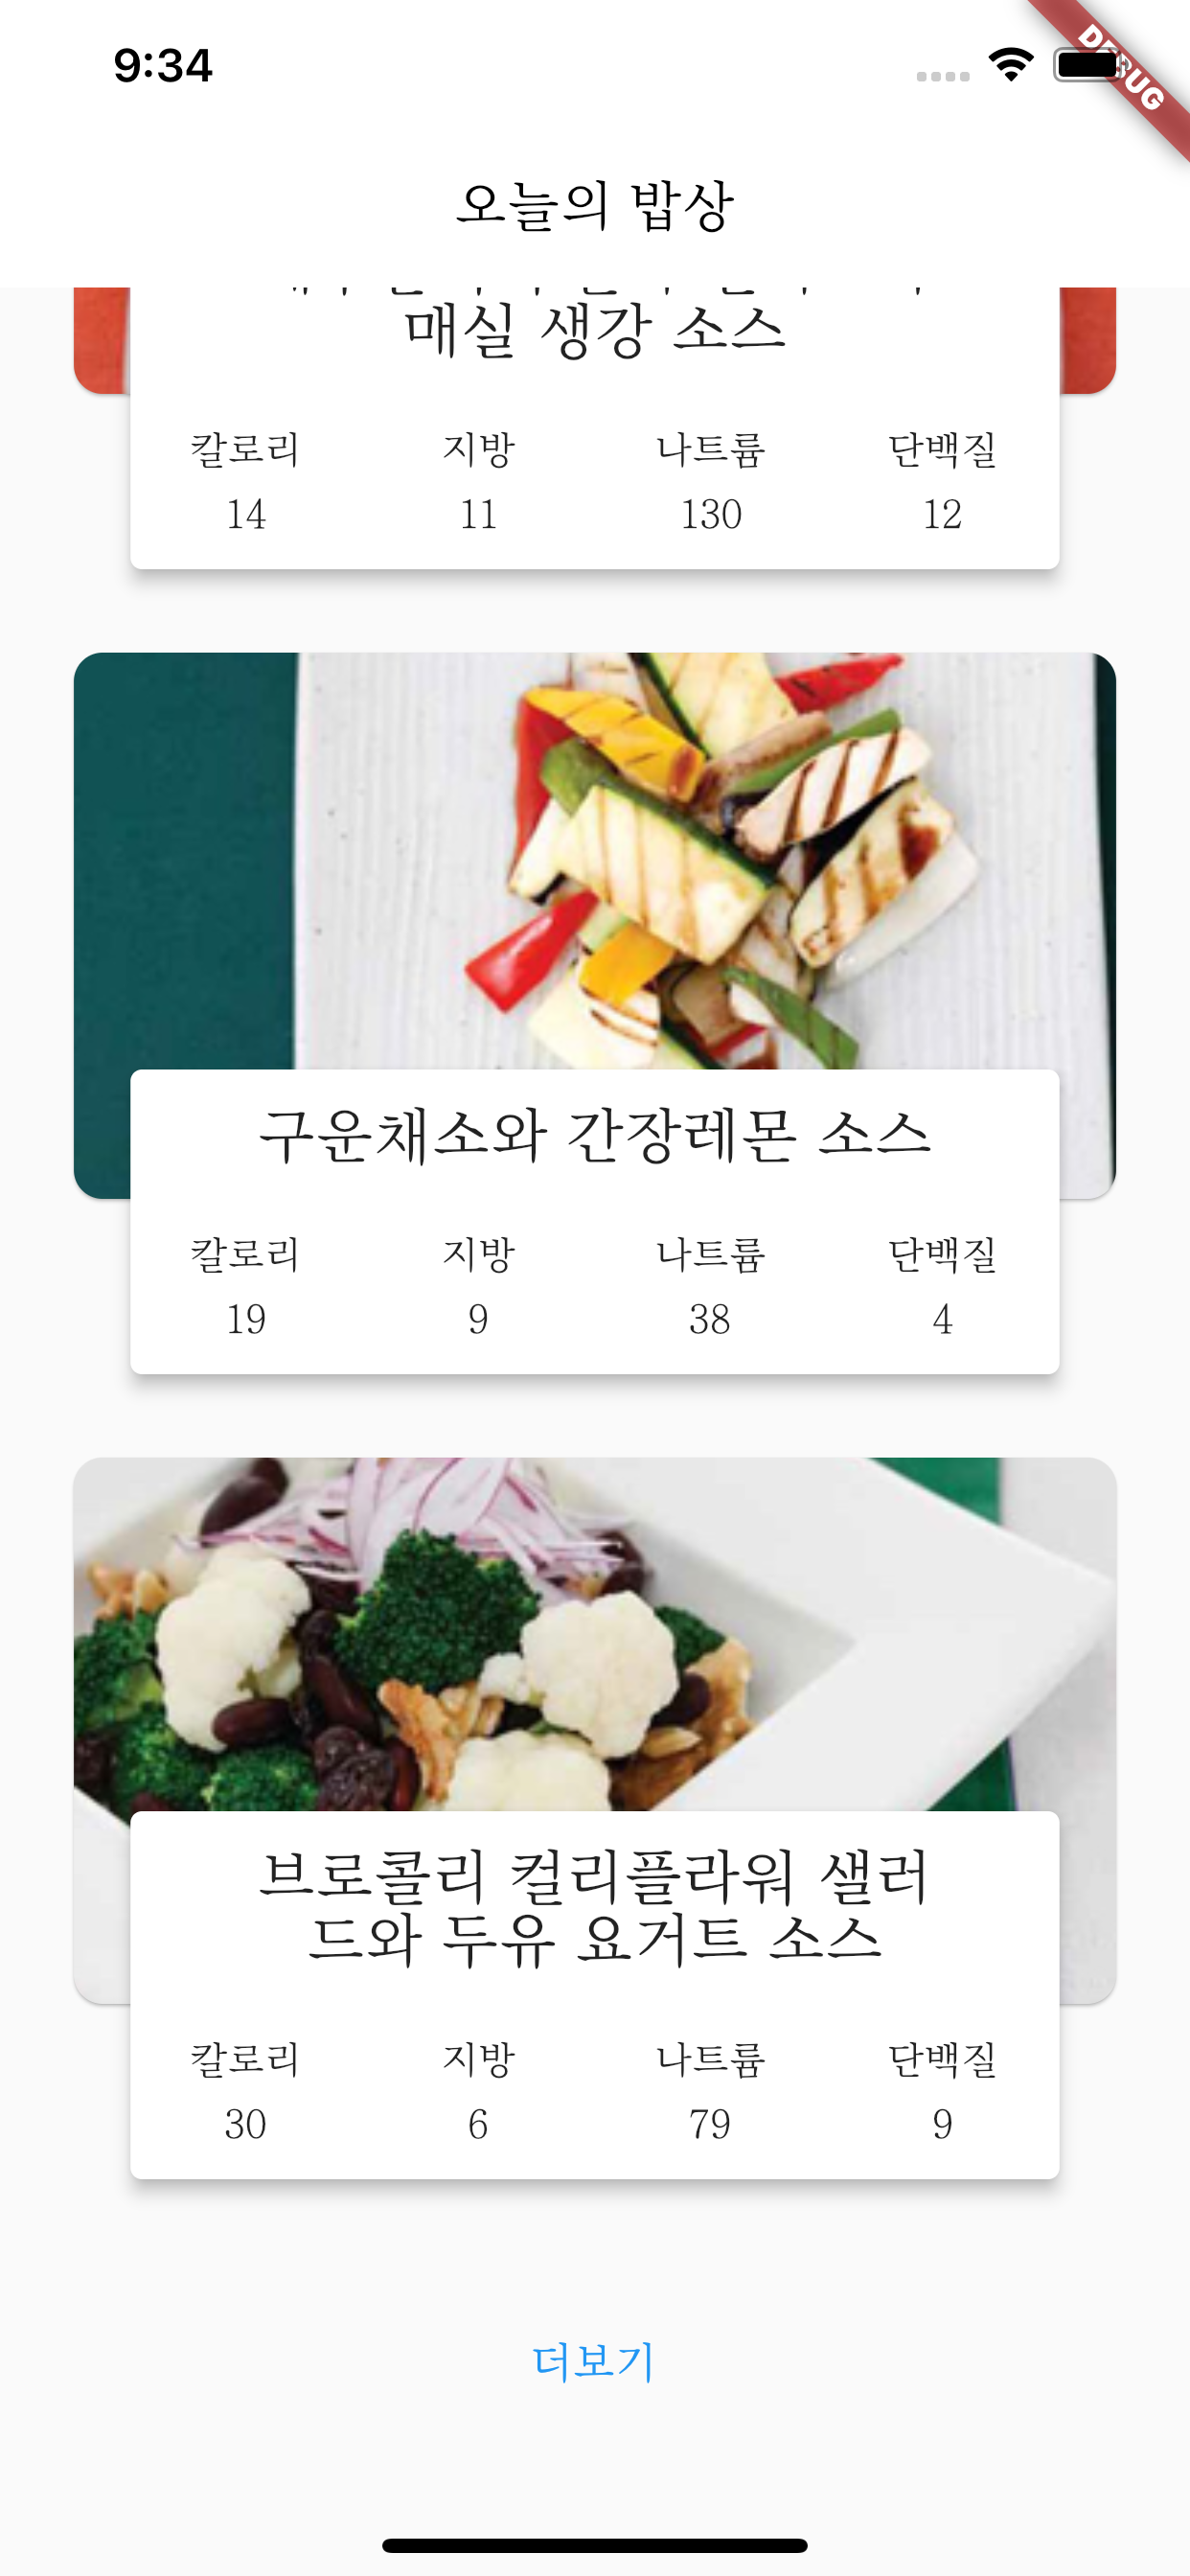 9:34
DEBUG
오늘의 밥상
매실 생강 소스
칼로리 지방 나트륨 단백질
14 11 130 12
구운채소와 간장레몬 소스
칼로리 지방 나트륨 단백질
19 9 38 4
브로콜리 컬리플라워 샐러
드와 두유 요거트 소스
칼로리 지방 나트륨 단백질
30 6 79 9
더보기